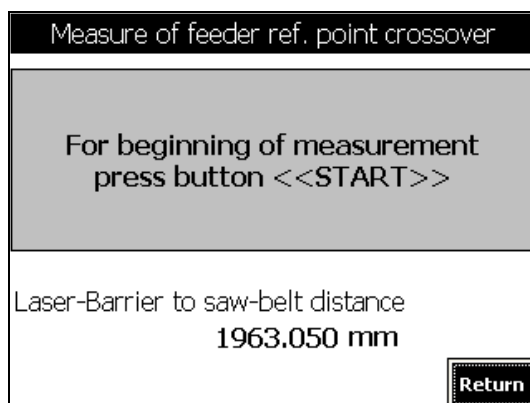 Measure of feeder ref. point crossover
For beginning of measurement
press button <<START>>
Laser-Barrier to saw-belt distance
1963.050 mm
Return